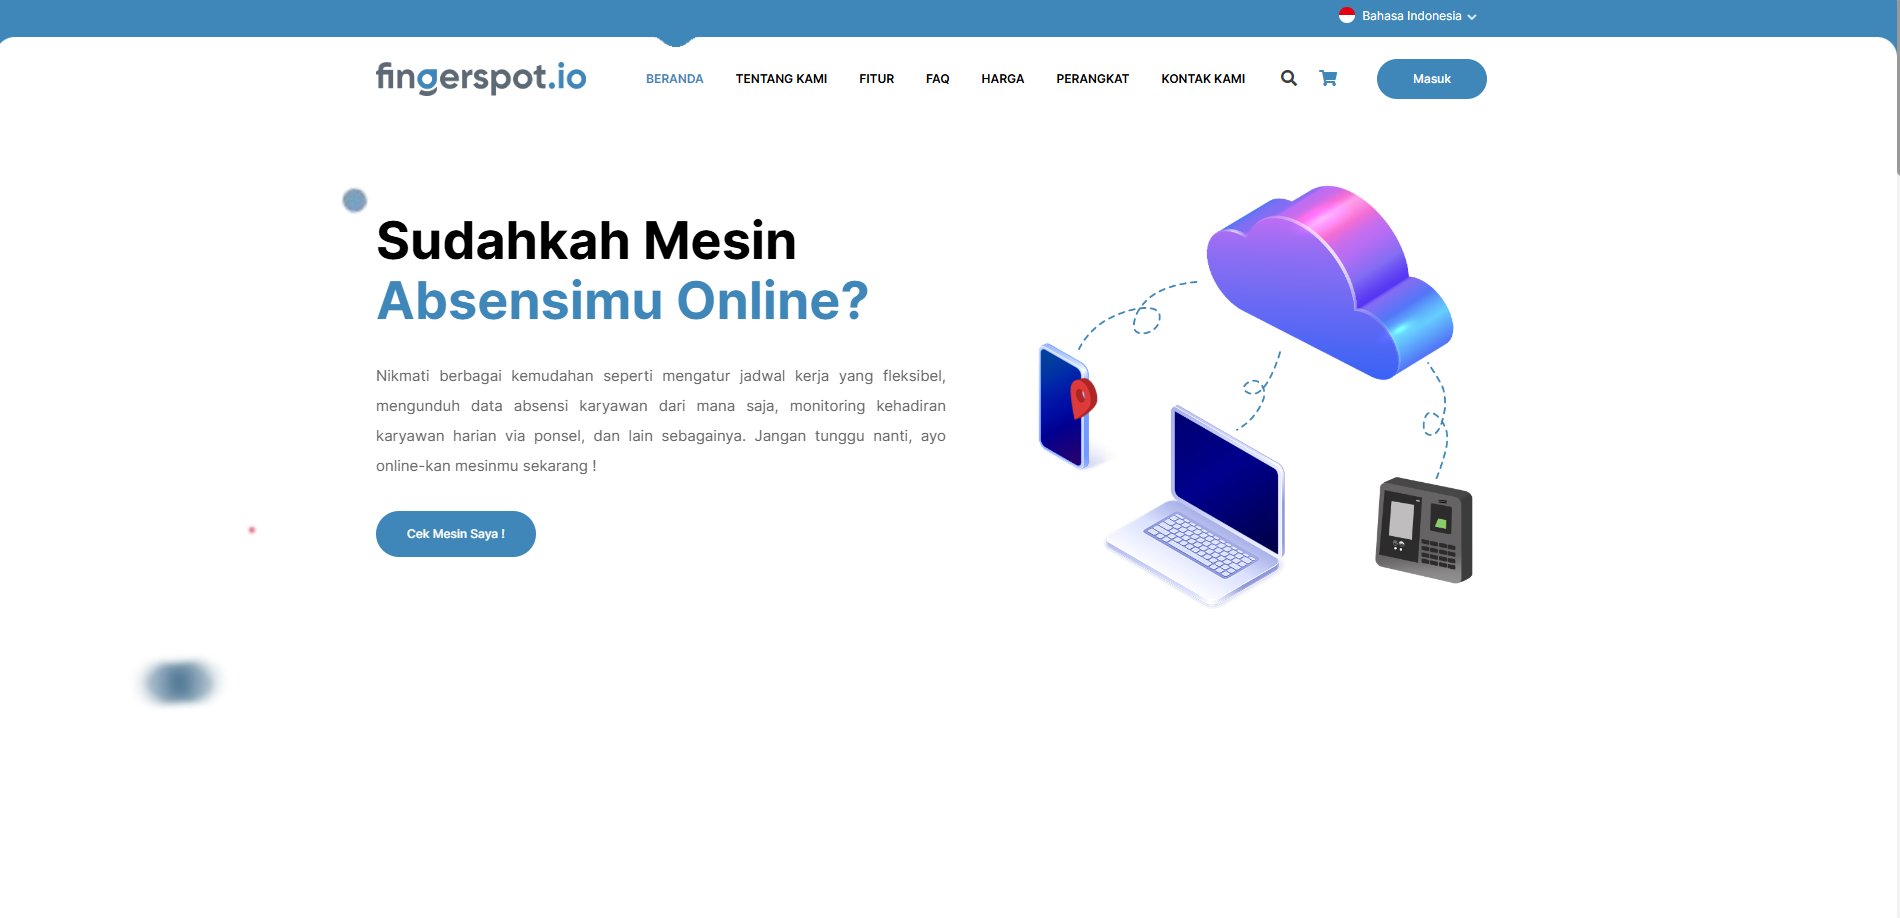 Bahasa Indonesia
fingerspot.io
BERANDA TENTANG KAMI FITUR FAQ HARGA PERANGKAT KONTAK KAMI Masuk
Sudahkah Mesin
Absensimu Online?
Nikmati berbagai kemudahan seperti mengatur jadwal kerja yang fleksibel,
mengunduh data absensi karyawan dari mana saja, monitoring kehadiran
karyawan harian via ponsel, dan lain sebagainya. Jangan tunggu nanti, ayo
online-kan mesinmu sekarang !
Cek Mesin Saya !